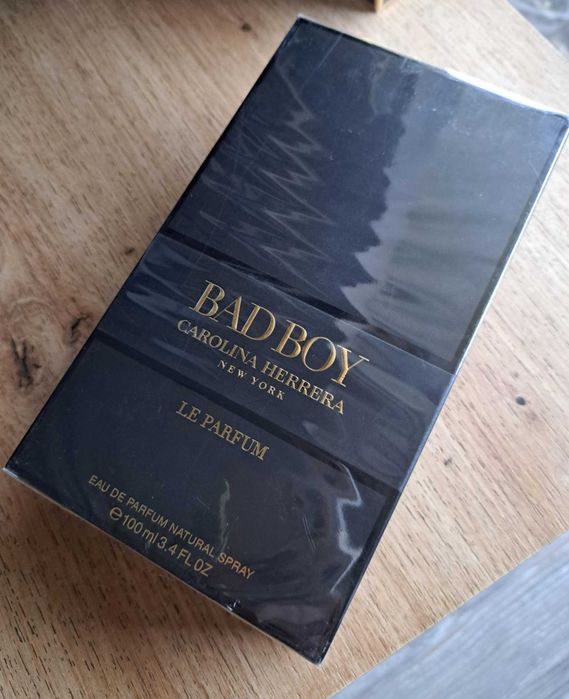 BAD BOY
CAROLINA HERRERA
NEW YORK
LE PARFUM
EAU DE PARFUM NATURAL SPRAY
℮100 ml 3.4 FL OZ